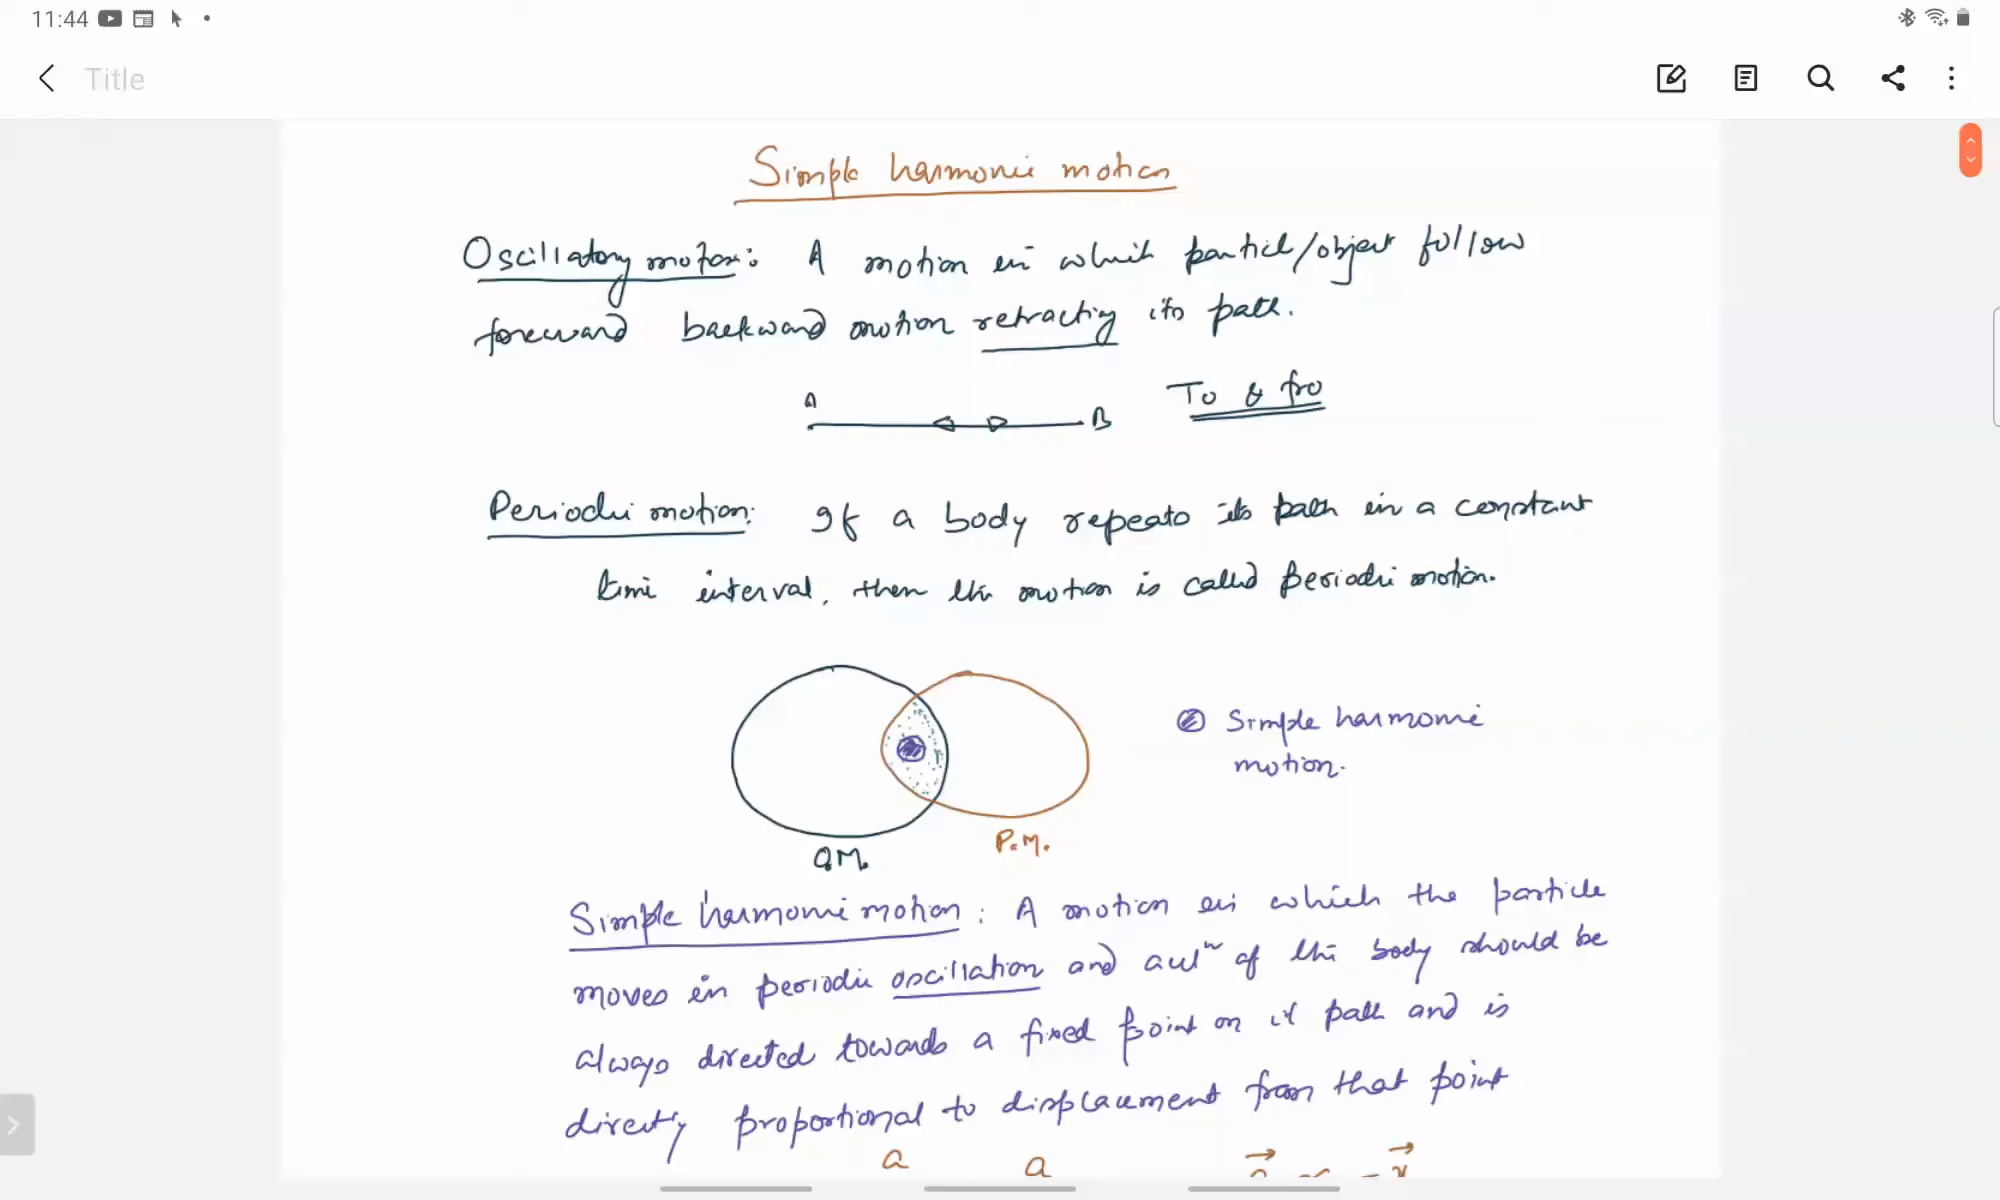 11:44
Title
Simple harmonic motion
Oscillatory motion: A motion in which particle/object follow
foreward backward motion retracting its path.
A B To & fro
Periodic motion: If a body repeats its path in a constant
time interval, then the motion is called periodic motion.
Simple harmonic
motion.
O.M. P.M.
Simple harmonic motion: A motion in which the particle
moves in periodic oscillation and accⁿ of the body should be
always directed towards a fixed point on it path and is
directly proportional to displacement from that point
a a